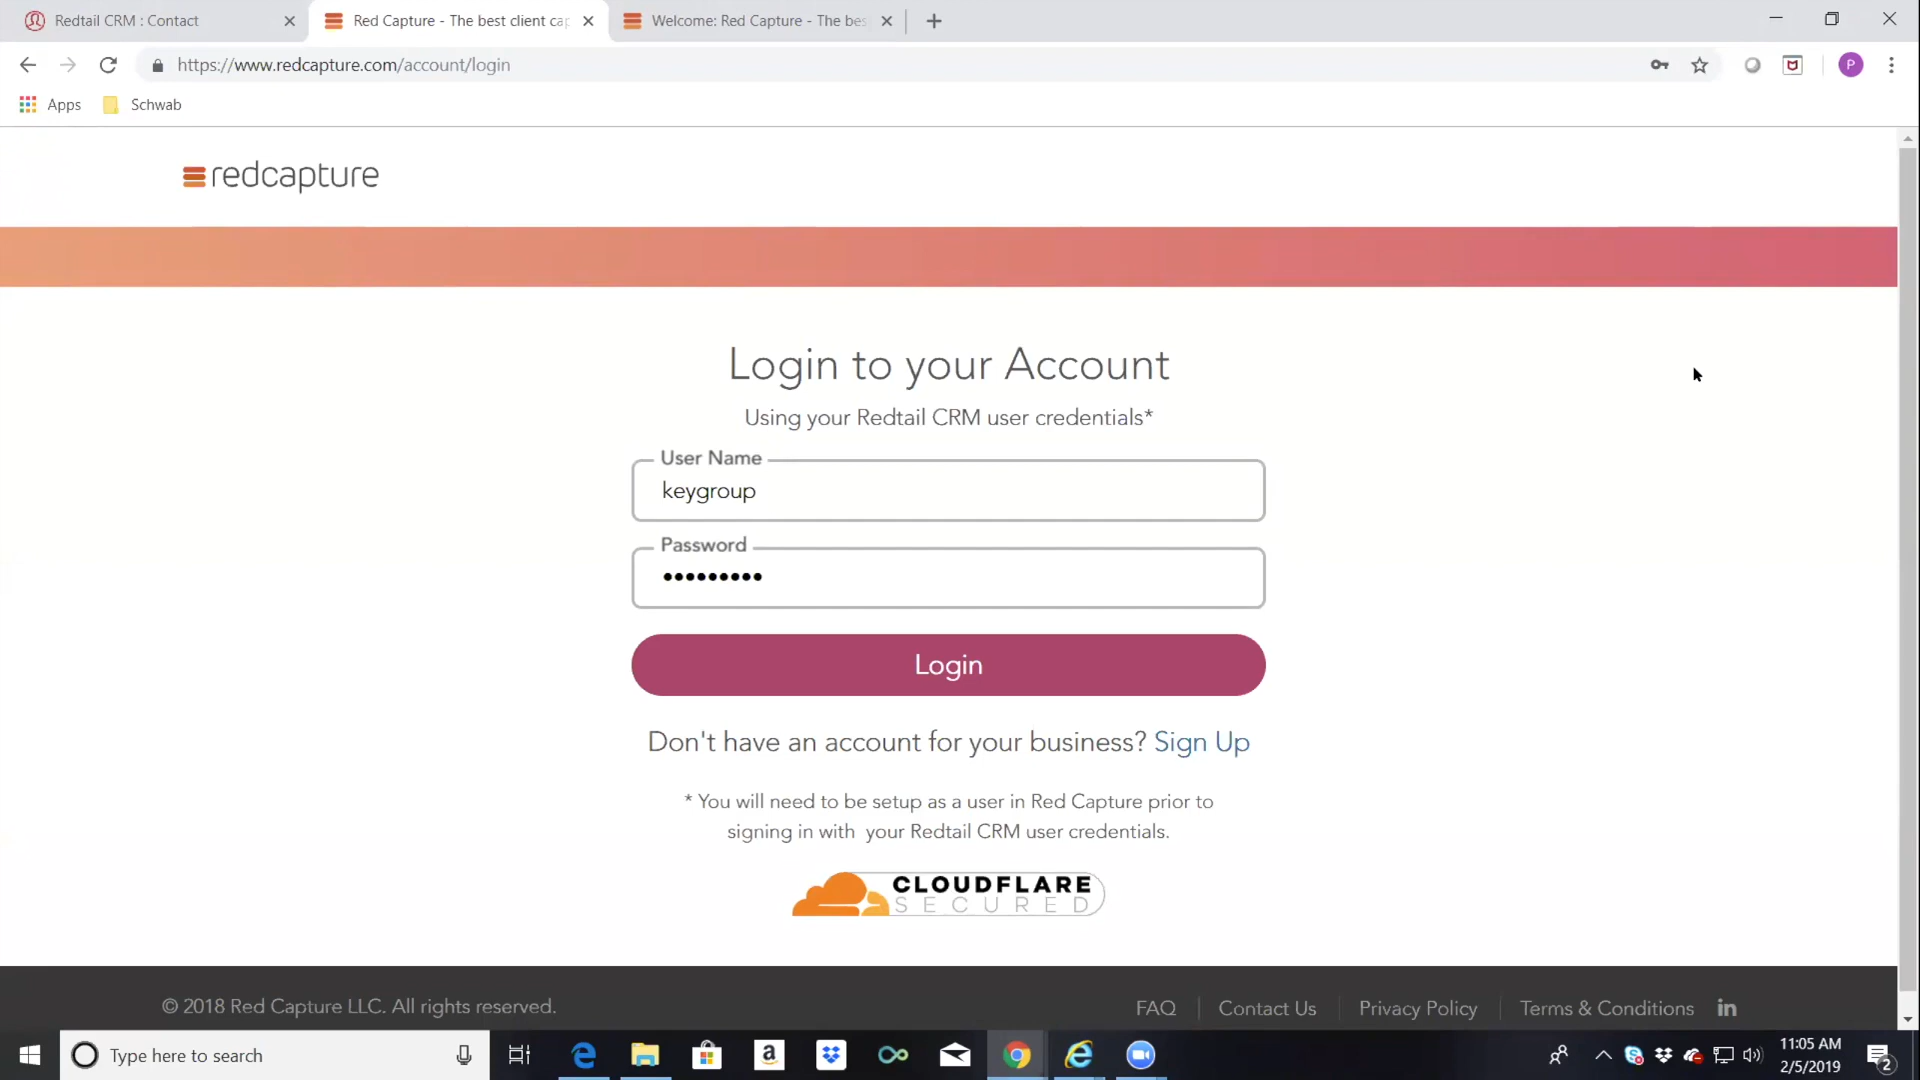 Redtail CRM : Contact
Red Capture - The best client cap
Welcome: Red Capture - The bes
https://www.redcapture.com/account/login
P
Apps
Schwab
redcapture
Login to your Account
Using your Redtail CRM user credentials*
User Name
keygroup
Password
•••••••••
Login
Don't have an account for your business? Sign Up
* You will need to be setup as a user in Red Capture prior to
signing in with your Redtail CRM user credentials.
CLOUDFLARE
SECURED
© 2018 Red Capture LLC. All rights reserved.
FAQ
Contact Us
Privacy Policy
Terms & Conditions
in
Type here to search
a
11:05 AM
2/5/2019
2